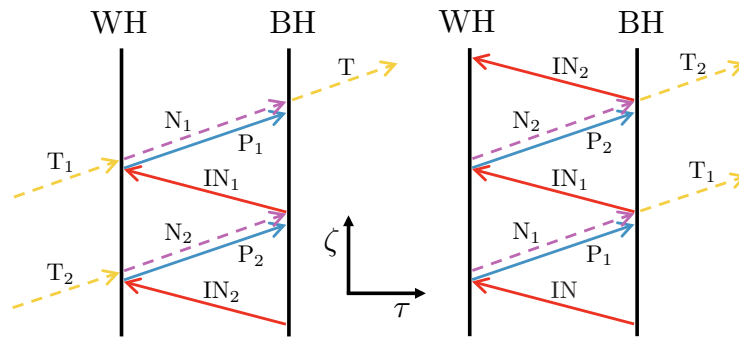 WH BH
T
N₁
P₁
T₁
IN₁
N₂
P₂
T₂
IN₂
ζ
τ
WH BH
IN₂
T₂
N₂
P₂
IN₁
T₁
N₁
P₁
IN